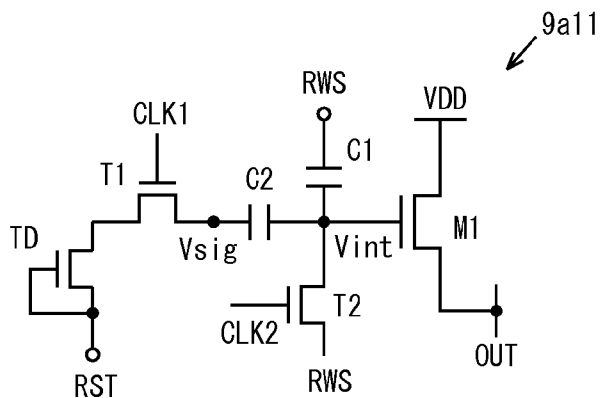 9a11
RWS
VDD
CLK1
C1
T1
C2
TD
M1
Vsig
Vint
T2
CLK2
RWS
OUT
RST